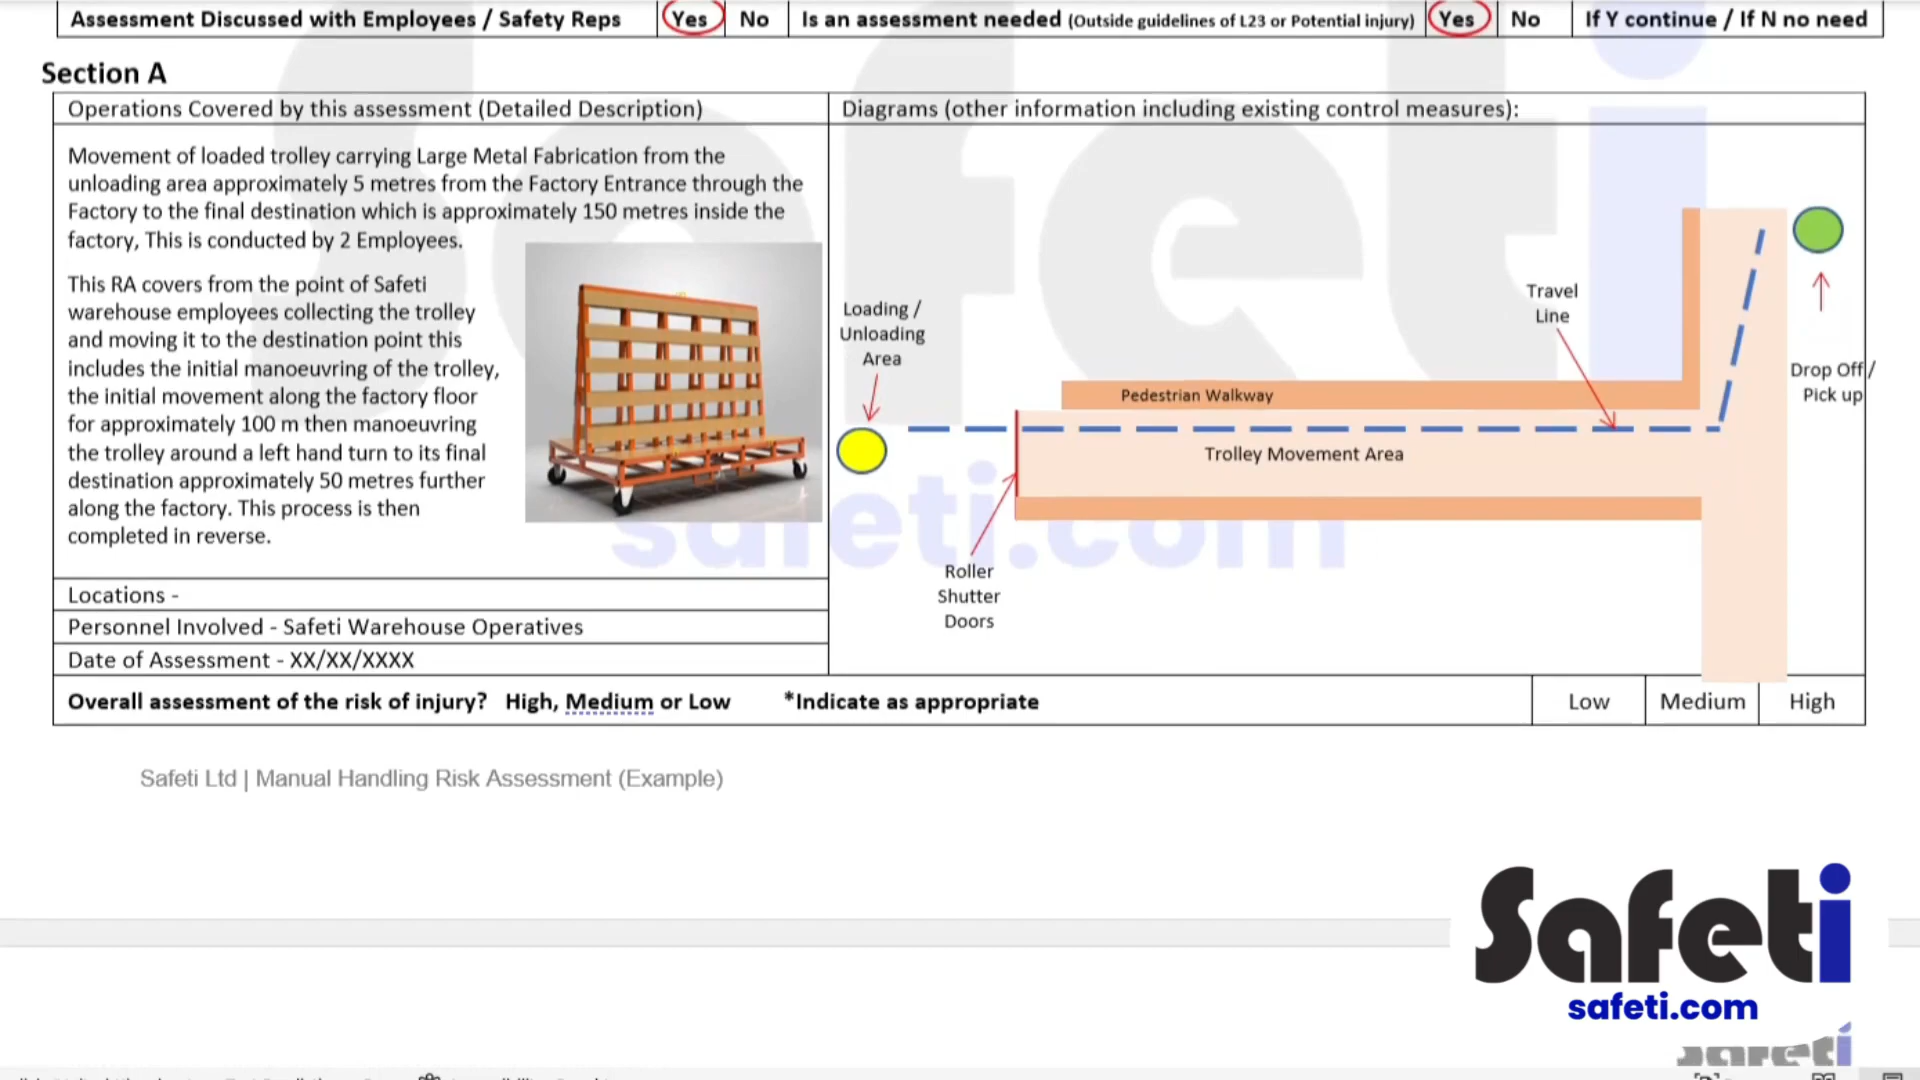 Assessment Discussed with Employees / Safety Reps Yes No Is an assessment needed (Outside guidelines of L23 or Potential injury) Yes No If Y continue / If N no need
Section A
Operations Covered by this assessment (Detailed Description)
Movement of loaded trolley carrying Large Metal Fabrication from the
unloading area approximately 5 metres from the Factory Entrance through the
Factory to the final destination which is approximately 150 metres inside the
factory, This is conducted by 2 Employees.
This RA covers from the point of Safeti
warehouse employees collecting the trolley
and moving it to the destination point this
includes the initial manoeuvring of the trolley,
the initial movement along the factory floor
for approximately 100 m then manoeuvring
the trolley around a left hand turn to its final
destination approximately 50 metres further
along the factory. This process is then
completed in reverse.
Locations -
Personnel Involved - Safeti Warehouse Operatives
Date of Assessment - XX/XX/XXXX
Diagrams (other information including existing control measures):
Loading /
Unloading
Area
Travel
Line
Drop Off /
Pick up
Pedestrian Walkway
Trolley Movement Area
Roller
Shutter
Doors
Overall assessment of the risk of injury? High, Medium or Low *Indicate as appropriate Low Medium High
Safeti Ltd | Manual Handling Risk Assessment (Example)
safeti
safeti.com
Safeti
safeti.com